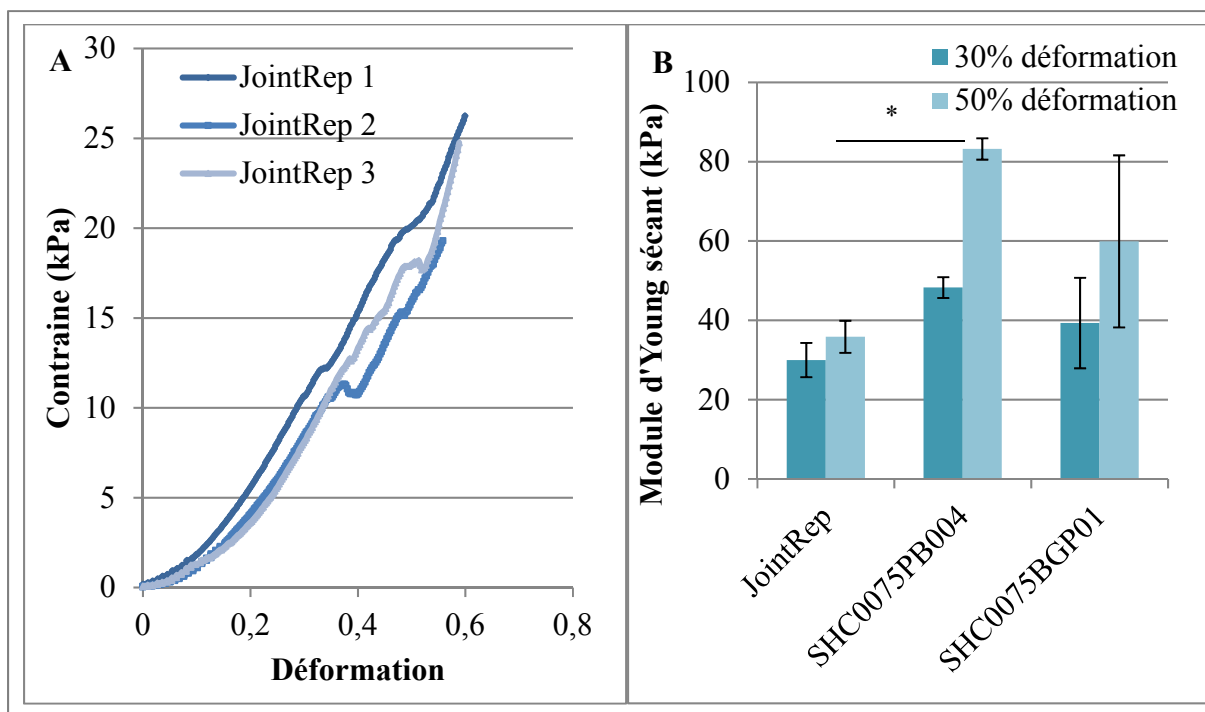 A
JointRep 1
JointRep 2
JointRep 3
30
25
20
15
10
5
0
Contraine (kPa)
0
0,2
0,4
0,6
0,8
Déformation
B
30% déformation
50% déformation
*
100
80
60
40
20
0
Module d'Young sécant (kPa)
JointRep
SHC0075PB004
SHC0075BGP01